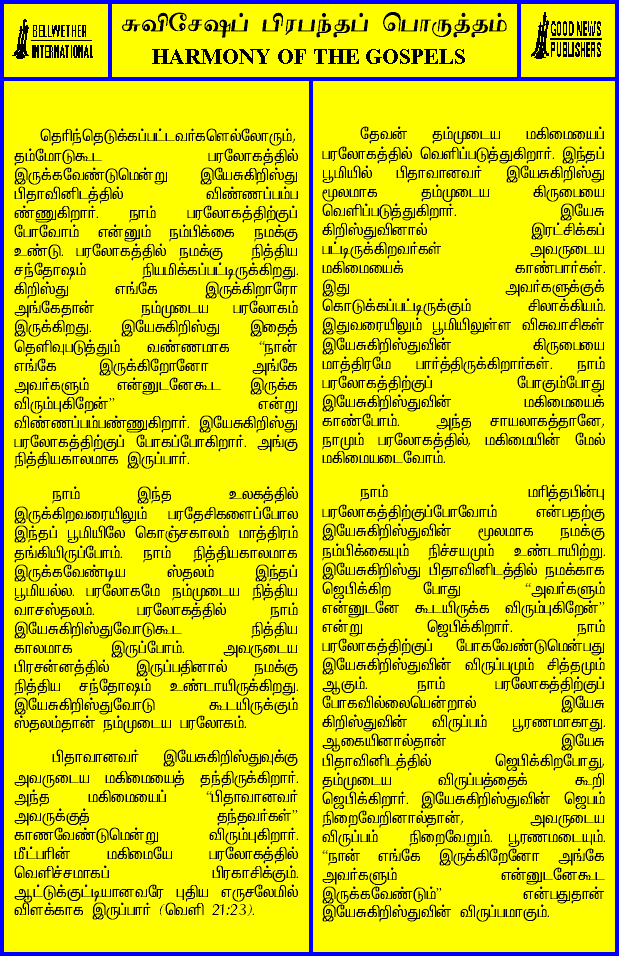 BELLWETHER
INTERNATIONAL
சுவிசேஷப் பிரபந்தப் பொருத்தம்
HARMONY OF THE GOSPELS
GOOD NEWS
PUBLISHERS
தெரிந்தெடுக்கப்பட்டவர்களெல்லோரும்,
தம்மோடுகூட பரலோகத்தில்
இருக்கவேண்டுமென்று இயேசுகிறிஸ்து
பிதாவினிடத்தில் விண்ணப்பம்ப
ண்ணுகிறார். நாம் பரலோகத்திற்குப்
போவோம் என்னும் நம்பிக்கை நமக்கு
உண்டு. பரலோகத்தில் நமக்கு நித்திய
சந்தோஷம் நியமிக்கப்பட்டிருக்கிறது.
கிறிஸ்து எங்கே இருக்கிறாரோ
அங்கேதான் நம்முடைய பரலோகம்
இருக்கிறது. இயேசுகிறிஸ்து இதைத்
தெளிவுபடுத்தும் வண்ணமாக “நான்
எங்கே இருக்கிறோனோ அங்கே
அவர்களும் என்னுடனேகூட இருக்க
விரும்புகிறேன்” என்று
விண்ணப்பம்பண்ணுகிறார். இயேசுகிறிஸ்து
பரலோகத்திற்குப் போகப்போகிறார். அங்கு
நித்தியகாலமாக இருப்பார்.
நாம் இந்த உலகத்தில்
இருக்கிறவரையிலும் பரதேசிகளைப்போல
இந்தப் பூமியிலே கொஞ்சகாலம் மாத்திரம்
தங்கியிருப்போம். நாம் நித்தியகாலமாக
இருக்கவேண்டிய ஸ்தலம் இந்தப்
பூமியல்ல. பரலோகமே நம்முடைய நித்திய
வாசஸ்தலம். பரலோகத்தில் நாம்
இயேசுகிறிஸ்துவோடுகூட நித்திய
காலமாக இருப்போம். அவருடைய
பிரசன்னத்தில் இருப்பதினால் நமக்கு
நித்திய சந்தோஷம் உண்டாயிருக்கிறது.
இயேசுகிறிஸ்துவோடு கூடயிருக்கும்
ஸ்தலம்தான் நம்முடைய பரலோகம்.
பிதாவானவர் இயேசுகிறிஸ்துவுக்கு
அவருடைய மகிமையைத் தந்திருக்கிறார்.
அந்த மகிமையைப் “பிதாவானவர்
அவருக்குத் தந்தவர்கள்”
காணவேண்டுமென்று விரும்புகிறார்.
மீட்பரின் மகிமையே பரலோகத்தில்
வெளிச்சமாகப் பிரகாசிக்கும்.
ஆட்டுக்குட்டியானவரே புதிய எருசலேமில்
விளக்காக இருப்பார் (வெளி 21:23).
தேவன் தம்முடைய மகிமையைப்
பரலோகத்தில் வெளிப்படுத்துகிறார். இந்தப்
பூமியில் பிதாவானவர் இயேசுகிறிஸ்து
மூலமாக தம்முடைய கிருபையை
வெளிப்படுத்துகிறார். இயேசு
கிறிஸ்துவினால் இரட்சிக்கப்
பட்டிருக்கிறவர்கள் அவருடைய
மகிமையைக் காண்பார்கள்.
இது அவர்களுக்குக்
கொடுக்கப்பட்டிருக்கும் சிலாக்கியம்.
இதுவரையிலும் பூமியிலுள்ள விசுவாசிகள்
இயேசுகிறிஸ்துவின் கிருபையை
மாத்திரமே பார்த்திருக்கிறார்கள். நாம்
பரலோகத்திற்குப் போகும்போது
இயேசுகிறிஸ்துவின் மகிமையைக்
காண்போம். அந்த சாயலாகத்தானே,
நாமும் பரலோகத்தில், மகிமையின் மேல்
மகிமையடைவோம்.
நாம் மரித்தபின்பு
பரலோகத்திற்குப்போவோம் என்பதற்கு
இயேசுகிறிஸ்துவின் மூலமாக நமக்கு
நம்பிக்கையும் நிச்சயமும் உண்டாயிற்று.
இயேசுகிறிஸ்து பிதாவினிடத்தில் நமக்காக
ஜெபிக்கிற போது “அவர்களும்
என்னுடனே கூடயிருக்க விரும்புகிறேன்”
என்று ஜெபிக்கிறார். நாம்
பரலோகத்திற்குப் போகவேண்டுமென்பது
இயேசுகிறிஸ்துவின் விருப்பமும் சித்தமும்
ஆகும். நாம் பரலோகத்திற்குப்
போகவில்லையென்றால் இயேசு
கிறிஸ்துவின் விருப்பம் பூரணமாகாது.
ஆகையினால்தான் இயேசு
பிதாவினிடத்தில் ஜெபிக்கிறபோது,
தம்முடைய விருப்பத்தைக் கூறி
ஜெபிக்கிறார். இயேசுகிறிஸ்துவின் ஜெபம்
நிறைவேறினால்தான், அவருடைய
விருப்பம் நிறைவேறும். பூரணமடையும்.
“நான் எங்கே இருக்கிறேனோ அங்கே
அவர்களும் என்னுடனேகூட
இருக்கவேண்டும்” என்பதுதான்
இயேசுகிறிஸ்துவின் விருப்பமாகும்.